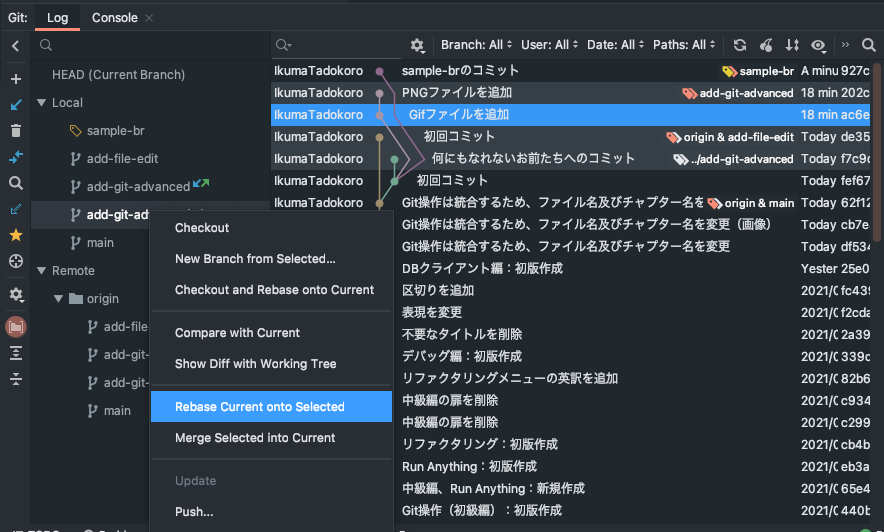 Git: Log Console
Branch: All User: All Date: All Paths: All
HEAD (Current Branch)
Local
sample-br
add-file-edit
add-git-advanced
add-git-adv
main
Remote
origin
add-file
add-git-
add-git-
main
Checkout
New Branch from Selected...
Checkout and Rebase onto Current
Compare with Current
Show Diff with Working Tree
Rebase Current onto Selected
Merge Selected into Current
Update
Push...
IkumaTadokoro sample-brのコミット sample-br A minu 927c
IkumaTadokoro PNGファイルを追加 add-git-advanced 18 min 202c
IkumaTadokoro Gifファイルを追加 18 min ac6e
IkumaTadokoro 初回コミット origin & add-file-edit Today de35
IkumaTadokoro 何にもなれないお前たちへのコミット ../add-git-advanced Today f7c9c
IkumaTadokoro 初回コミット Today fef67
IkumaTadokoro Git操作は統合するため、ファイル名及びチャプター名を origin & main Today 62f12
Git操作は統合するため、ファイル名及びチャプター名を変更（画像） Today cb7e
Git操作は統合するため、ファイル名及びチャプター名を変更 Today df534
DBクライアント編：初版作成 Yester 25e0
区切りを追加 2021/0 fc439
表現を変更 2021/0 f2cda
不要なタイトルを削除 2021/0 2a39
デバッグ編：初版作成 2021/0 339c
リファクタリングメニューの英訳を追加 2021/0 82b6
中級編の扉を削除 2021/0 c934
中級編の扉を削除 2021/0 c299
リファクタリング：初版作成 2021/0 cb4b
Run Anything：初版作成 2021/0 eb3a
中級編、Run Anything：新規作成 2021/0 65e4
Git操作（初級編）：初版作成 2021/0 440b